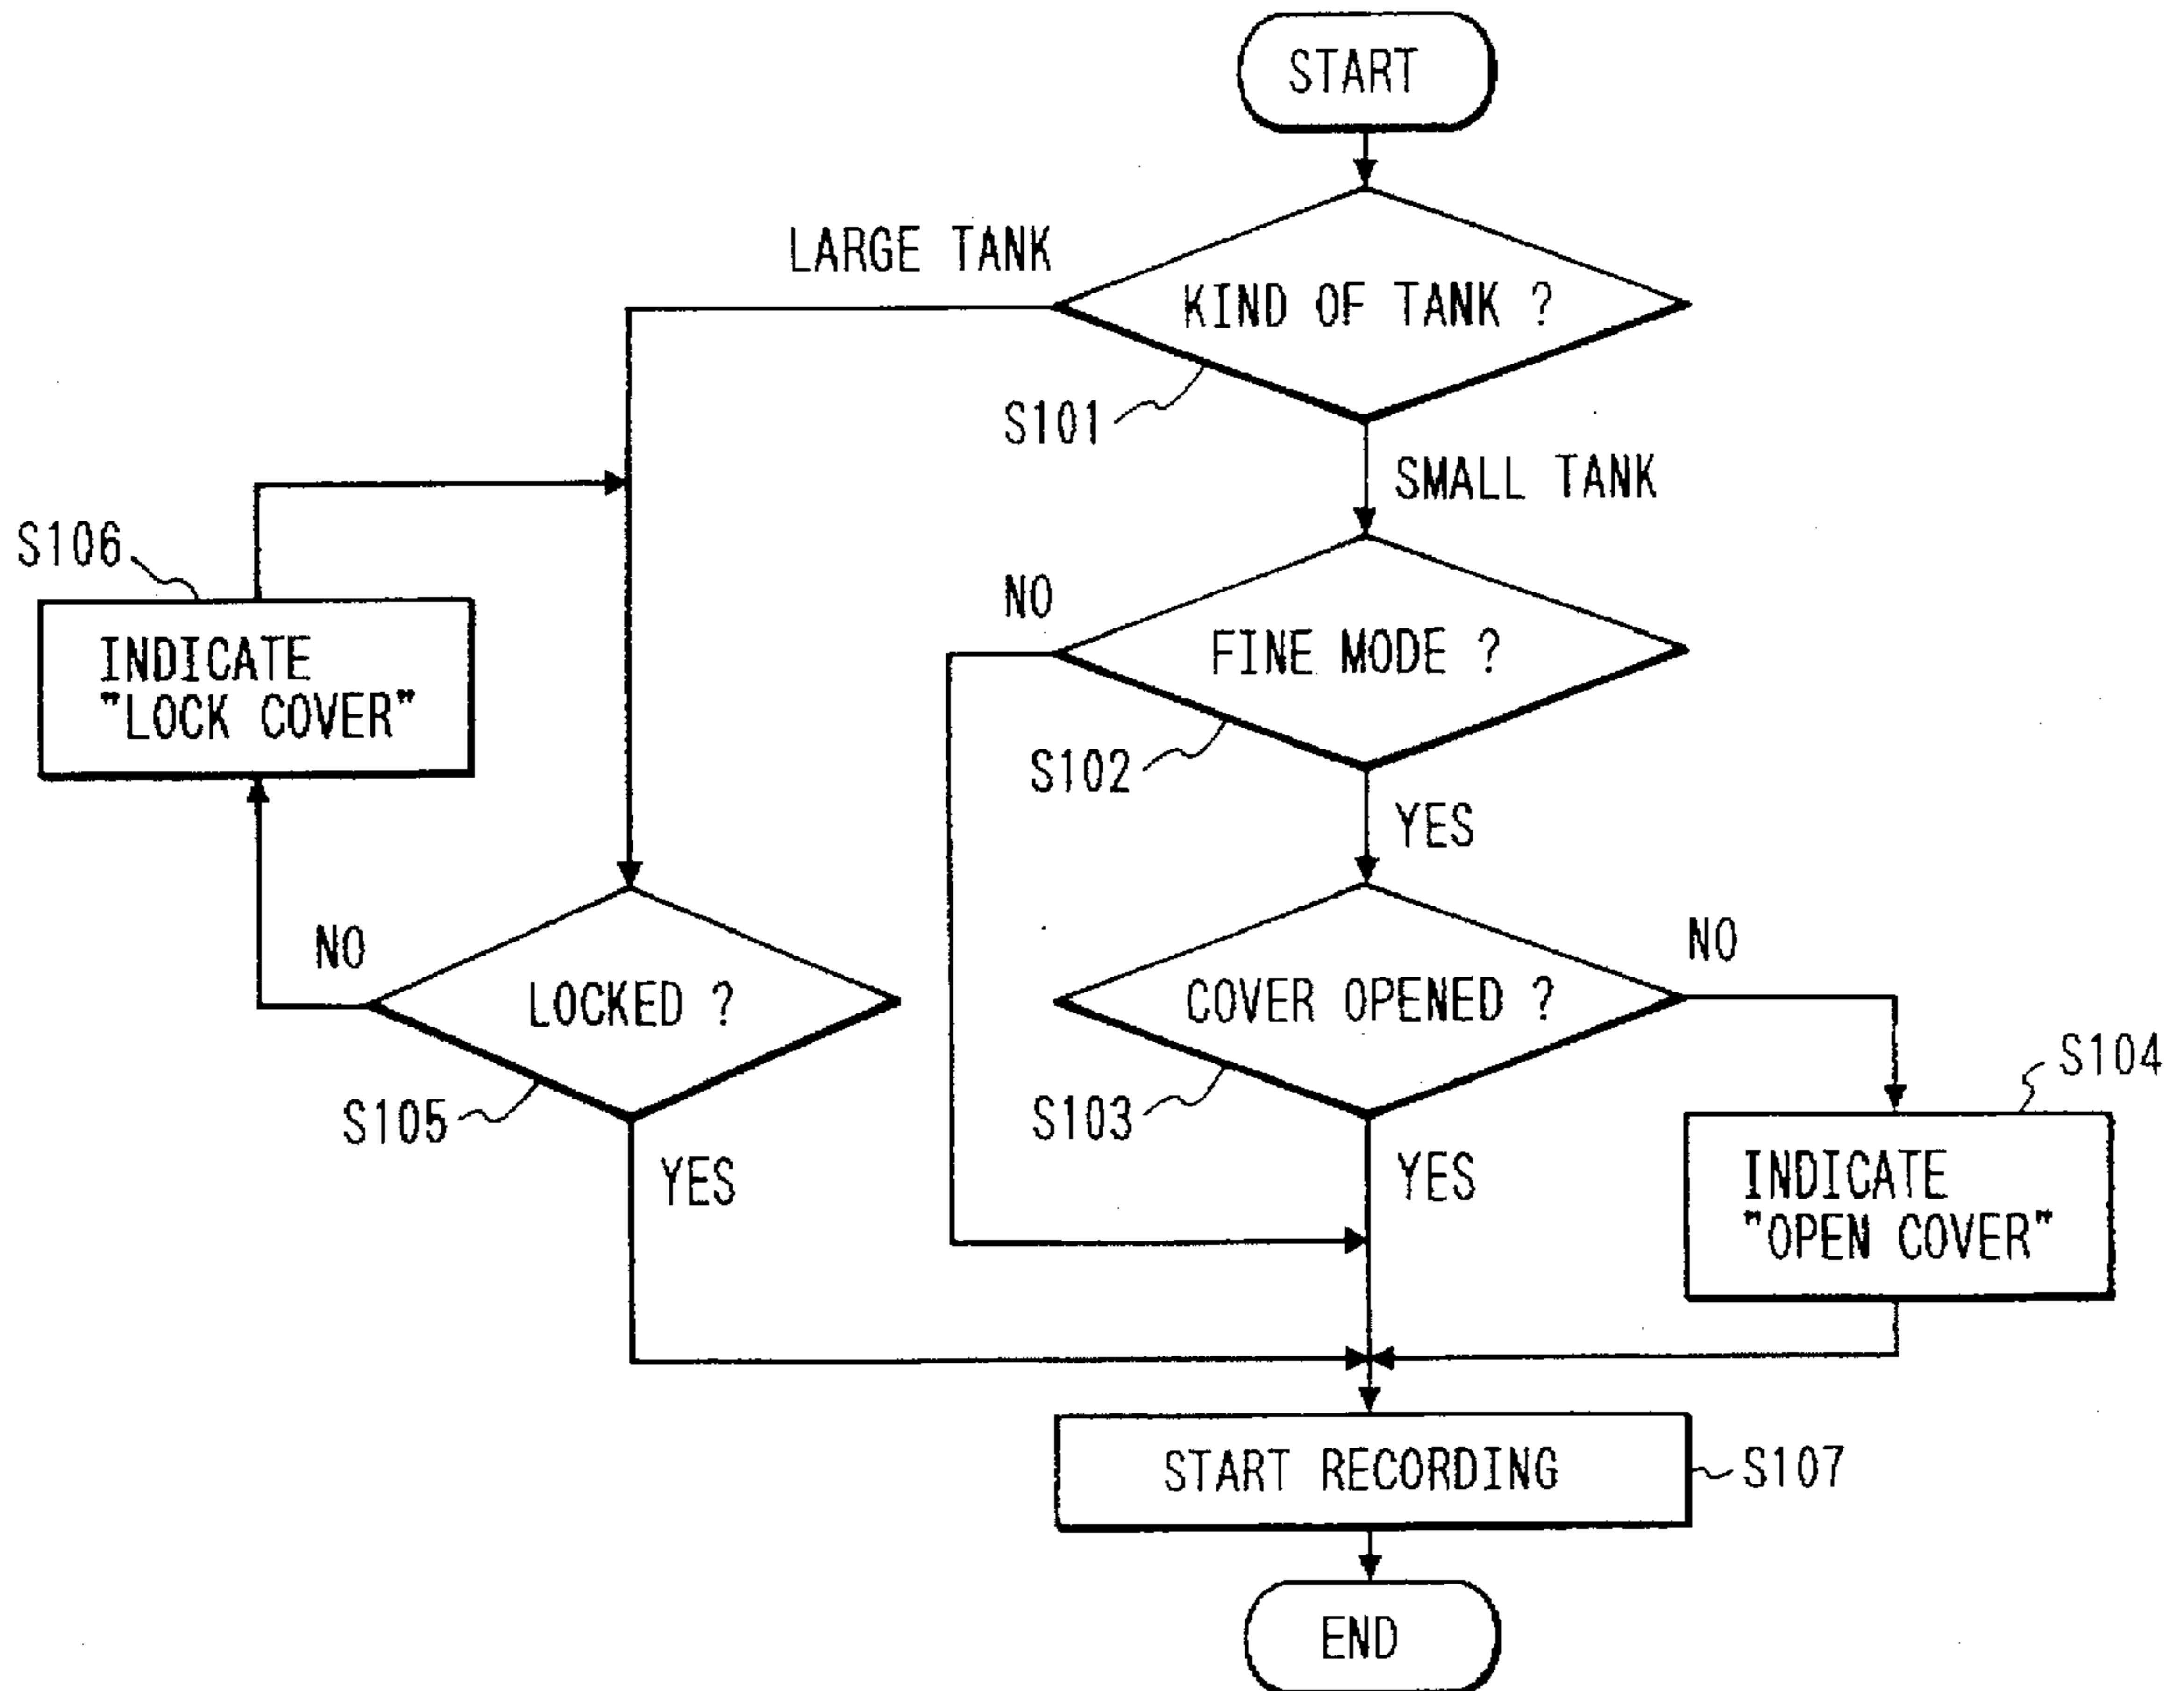 START
LARGE TANK
KIND OF TANK ?
S101
SMALL TANK
S106
NO
INDICATE
"LOCK COVER"
FINE MODE ?
S102
YES
NO
LOCKED ?
S105
YES
COVER OPENED ?
NO
S103
YES
S104
INDICATE
"OPEN COVER"
START RECORDING
S107
END